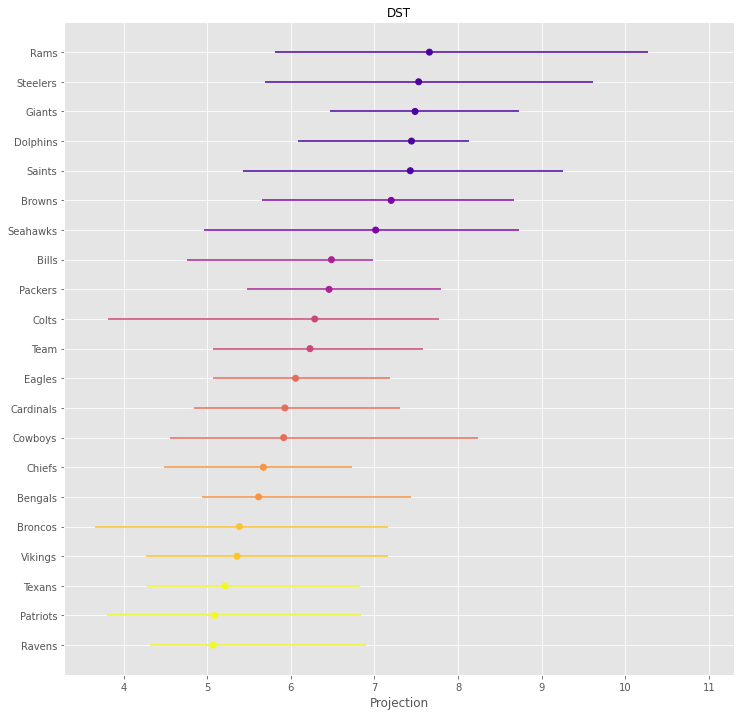 DST
Rams
Steelers
Giants
Dolphins
Saints
Browns
Seahawks
Bills
Packers
Colts
Team
Eagles
Cardinals
Cowboys
Chiefs
Bengals
Broncos
Vikings
Texans
Patriots
Ravens
4 5 6 7 8 9 10 11
Projection